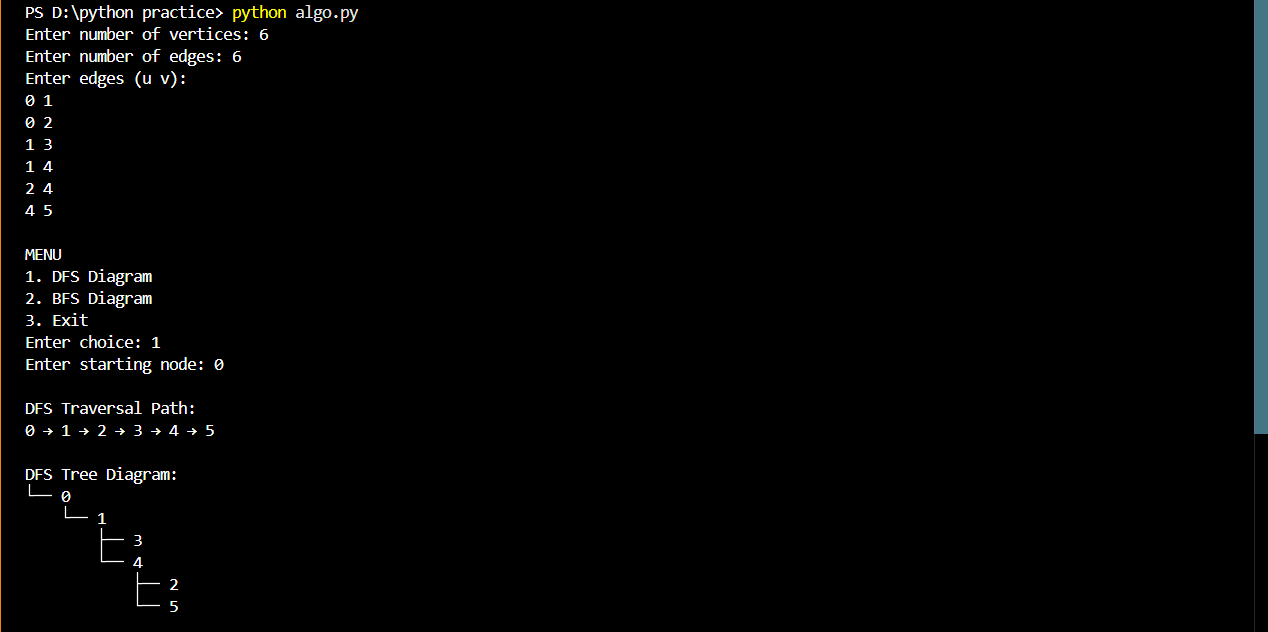 PS D:\python practice> python algo.py
Enter number of vertices: 6
Enter number of edges: 6
Enter edges (u v):
0 1
0 2
1 3
1 4
2 4
4 5
MENU
1. DFS Diagram
2. BFS Diagram
3. Exit
Enter choice: 1
Enter starting node: 0
DFS Traversal Path:
0 → 1 → 2 → 3 → 4 → 5
DFS Tree Diagram:
└── 0
    └── 1
        ├── 3
        └── 4
            ├── 2
            └── 5